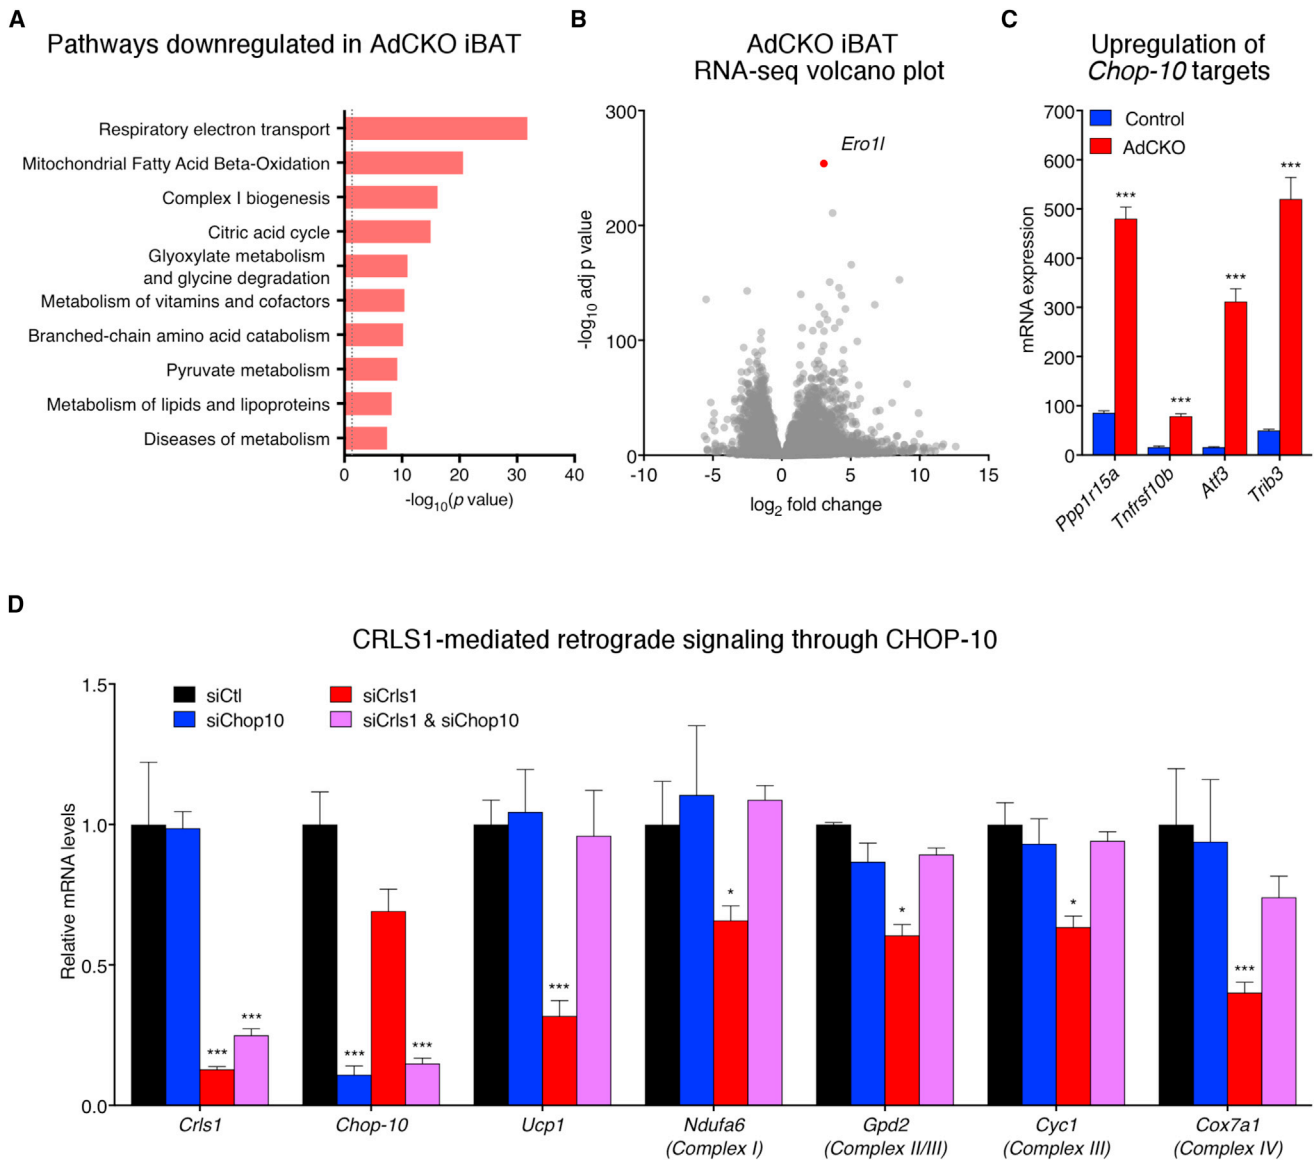 A
Pathways downregulated in AdCKO iBAT
Respiratory electron transport
Mitochondrial Fatty Acid Beta-Oxidation
Complex I biogenesis
Citric acid cycle
Glyoxylate metabolism
and glycine degradation
Metabolism of vitamins and cofactors
Branched-chain amino acid catabolism
Pyruvate metabolism
Metabolism of lipids and lipoproteins
Diseases of metabolism
0 10 20 30 40
-log10(p value)
B
AdCKO iBAT
RNA-seq volcano plot
300
200
100
0
-log10 adj p value
Ero1l
-10 -5 0 5 10 15
log2 fold change
C
Upregulation of
Chop-10 targets
700
600
500
400
300
200
100
0
mRNA expression
Control
AdCKO
***
***
***
***
Ppp1r15a
Tnfrsf10b
Atf3
Trib3
D
CRLS1-mediated retrograde signaling through CHOP-10
1.5
1.0
0.5
0.0
Relative mRNA levels
siCtl
siChop10
siCrls1
siCrls1 & siChop10
*** ***
*** ***
***
*
*
*
***
Crls1 Chop-10 Ucp1 Ndufa6 Gpd2 Cyc1 Cox7a1
(Complex I) (Complex II/III) (Complex III) (Complex IV)